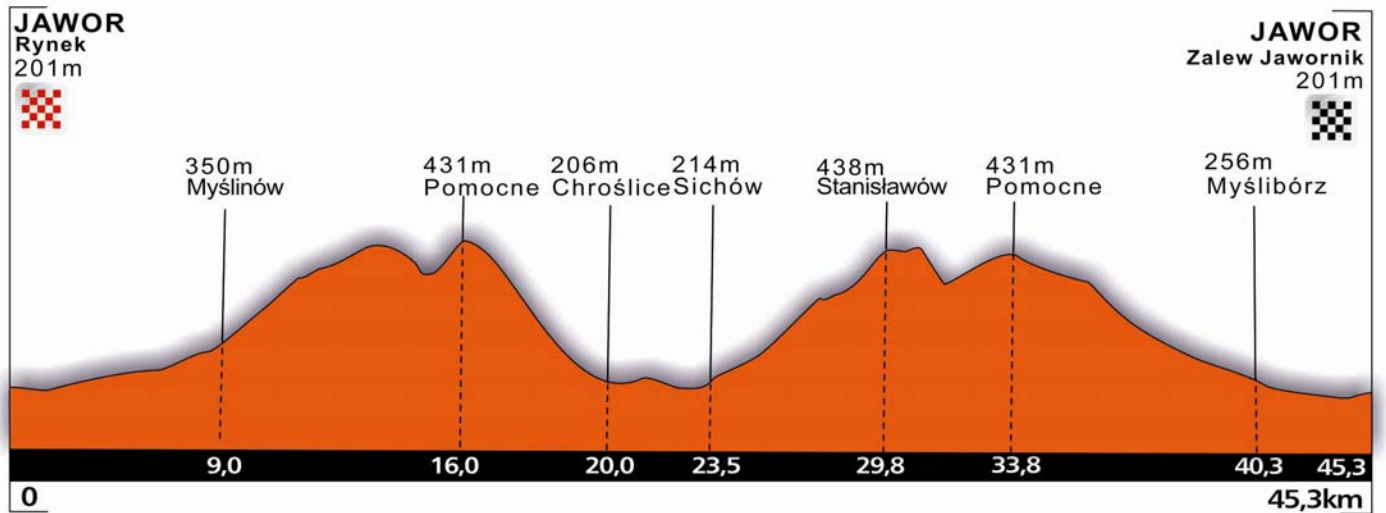 JAWOR
Rynek
201m
JAWOR
Zalew Jawornik
201m
350m
Myślinów
431m
Pomocne
206m
Chroślice
214m
Sichów
438m
Stanisławów
431m
Pomocne
256m
Myślibórz
9,0 16,0 20,0 23,5 29,8 33,8 40,3 45,3
0 45,3km